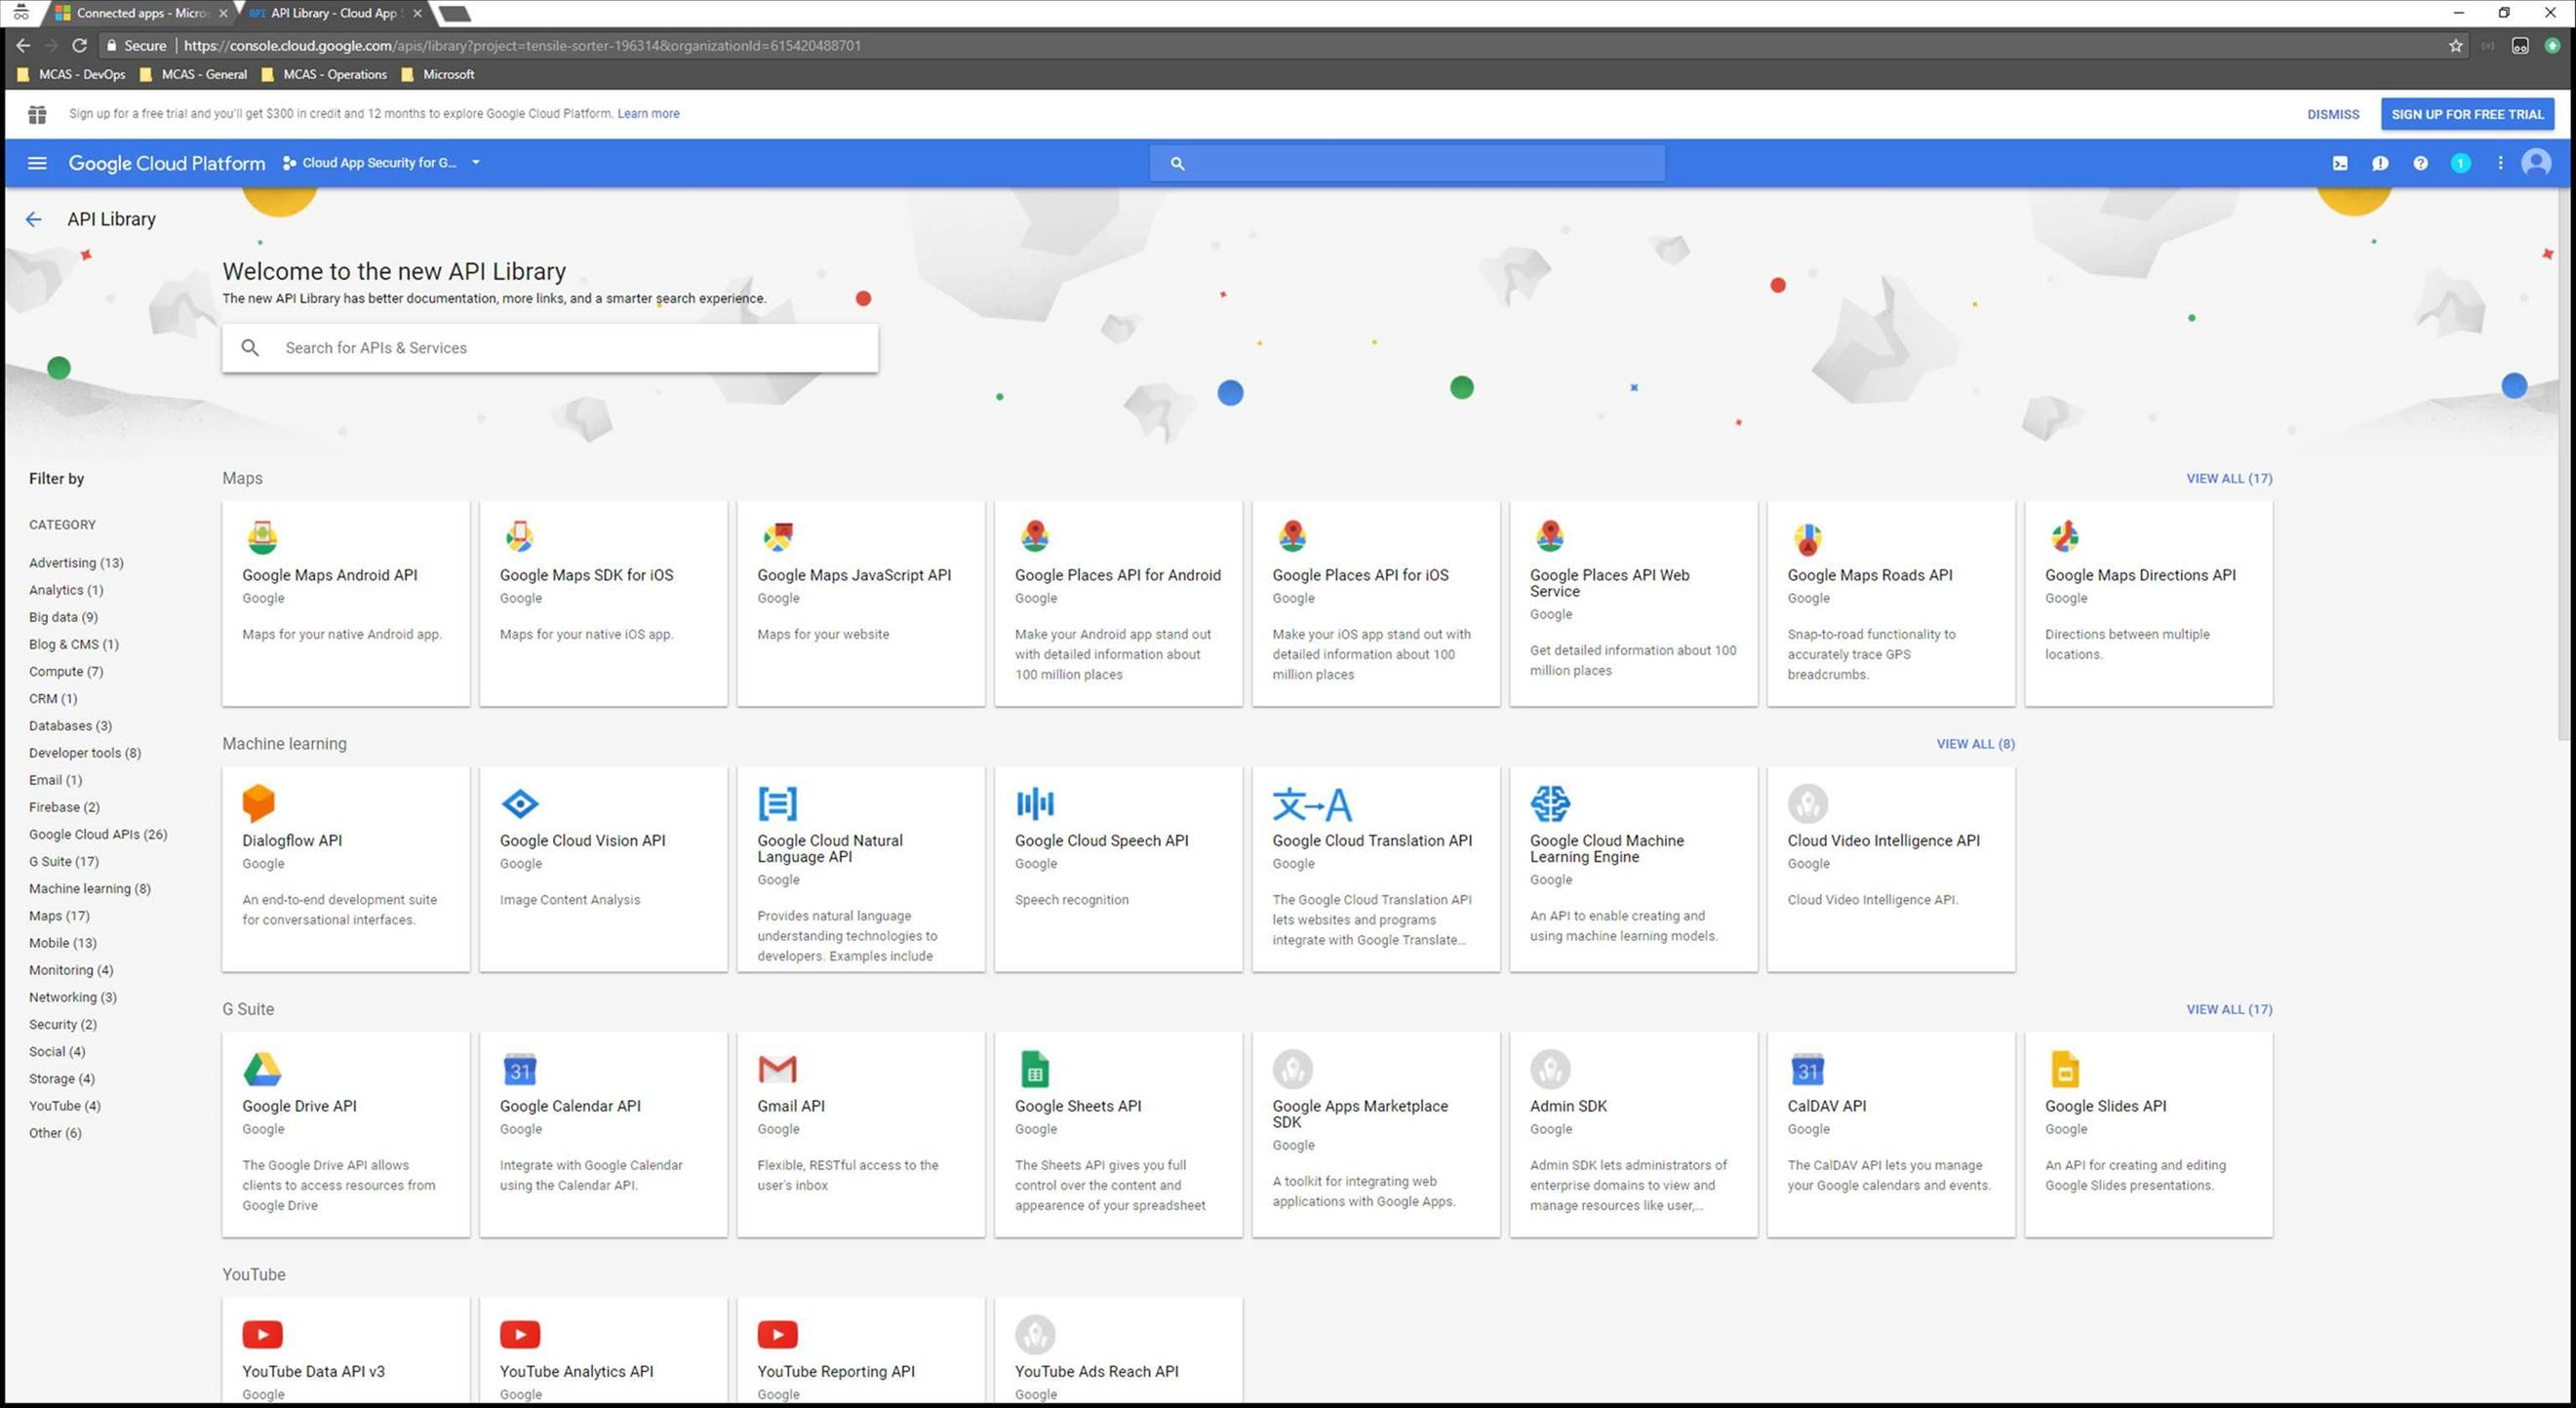 Connected apps - Micro
API Library - Cloud App
Secure | https://console.cloud.google.com/apis/library?project=tensile-sorter-196314&organizationId=615420488701
MCAS - DevOps MCAS - General MCAS - Operations Microsoft
Sign up for a free trial and you'll get $300 in credit and 12 months to explore Google Cloud Platform. Learn more
DISMISS
SIGN UP FOR FREE TRIAL
Google Cloud Platform
Cloud App Security for G...
1
API Library
Welcome to the new API Library
The new API Library has better documentation, more links, and a smarter search experience.
Search for APIs & Services
Filter by
CATEGORY
Advertising (13)
Analytics (1)
Big data (9)
Blog & CMS (1)
Compute (7)
CRM (1)
Databases (3)
Developer tools (8)
Email (1)
Firebase (2)
Google Cloud APIs (26)
G Suite (17)
Machine learning (8)
Maps (17)
Mobile (13)
Monitoring (4)
Networking (3)
Security (2)
Social (4)
Storage (4)
YouTube (4)
Other (6)
Maps
VIEW ALL (17)
Google Maps Android API
Google
Maps for your native Android app.
Google Maps SDK for iOS
Google
Maps for your native iOS app.
Google Maps JavaScript API
Google
Maps for your website
Google Places API for Android
Google
Make your Android app stand out
with detailed information about
100 million places
Google Places API for iOS
Google
Make your iOS app stand out with
detailed information about 100
million places
Google Places API Web
Service
Google
Get detailed information about 100
million places
Google Maps Roads API
Google
Snap-to-road functionality to
accurately trace GPS
breadcrumbs.
Google Maps Directions API
Google
Directions between multiple
locations.
Machine learning
VIEW ALL (8)
Dialogflow API
Google
An end-to-end development suite
for conversational interfaces.
Google Cloud Vision API
Google
Image Content Analysis
Google Cloud Natural
Language API
Google
Provides natural language
understanding technologies to
developers. Examples include
Google Cloud Speech API
Google
Speech recognition
文→A
Google Cloud Translation API
Google
The Google Cloud Translation API
lets websites and programs
integrate with Google Translate...
Google Cloud Machine
Learning Engine
Google
An API to enable creating and
using machine learning models.
Cloud Video Intelligence API
Google
Cloud Video Intelligence API.
G Suite
VIEW ALL (17)
Google Drive API
Google
The Google Drive API allows
clients to access resources from
Google Drive
31
Google Calendar API
Google
Integrate with Google Calendar
using the Calendar API.
Gmail API
Google
Flexible, RESTful access to the
user's inbox
Google Sheets API
Google
The Sheets API gives you full
control over the content and
appearence of your spreadsheet
Google Apps Marketplace
SDK
Google
A toolkit for integrating web
applications with Google Apps.
Admin SDK
Google
Admin SDK lets administrators of
enterprise domains to view and
manage resources like user,...
31
CalDAV API
Google
The CalDAV API lets you manage
your Google calendars and events.
Google Slides API
Google
An API for creating and editing
Google Slides presentations.
YouTube
YouTube Data API v3
Google
YouTube Analytics API
Google
YouTube Reporting API
Google
YouTube Ads Reach API
Google